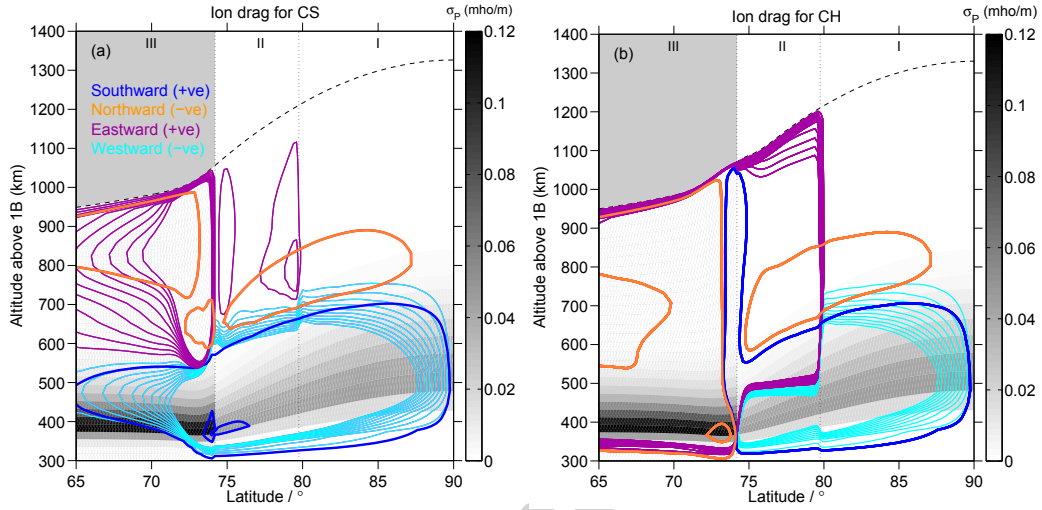 Ion drag for CS
σP (mho/m)
(a)
III
II
I
Southward (+ve)
Northward (−ve)
Eastward (+ve)
Westward (−ve)
Altitude above 1B (km)
1400
1300
1200
1100
1000
900
800
700
600
500
400
300
65
70
75
80
85
90
Latitude / °
0.12
0.1
0.08
0.06
0.04
0.02
0
Ion drag for CH
σP (mho/m)
(b)
III
II
I
Altitude above 1B (km)
1400
1300
1200
1100
1000
900
800
700
600
500
400
300
65
70
75
80
85
90
Latitude / °
0.12
0.1
0.08
0.06
0.04
0.02
0